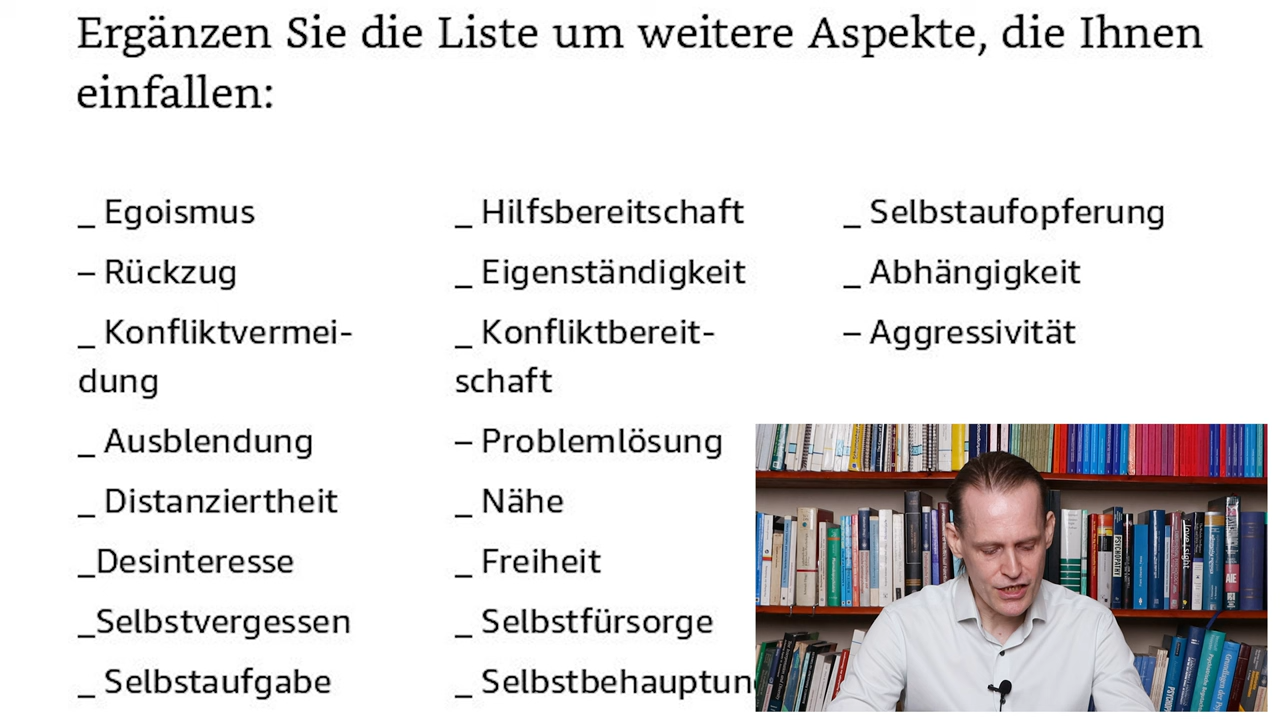 Ergänzen Sie die Liste um weitere Aspekte, die Ihnen
einfallen:
_ Egoismus
– Rückzug
_ Konfliktvermei-
dung
_ Ausblendung
_ Distanziertheit
_Desinteresse
_Selbstvergessen
_ Selbstaufgabe
_ Hilfsbereitschaft
_ Eigenständigkeit
_ Konfliktbereit-
schaft
– Problemlösung
_ Nähe
_ Freiheit
_ Selbstfürsorge
_ Selbstbehauptun
_ Selbstaufopferung
_ Abhängigkeit
– Aggressivität